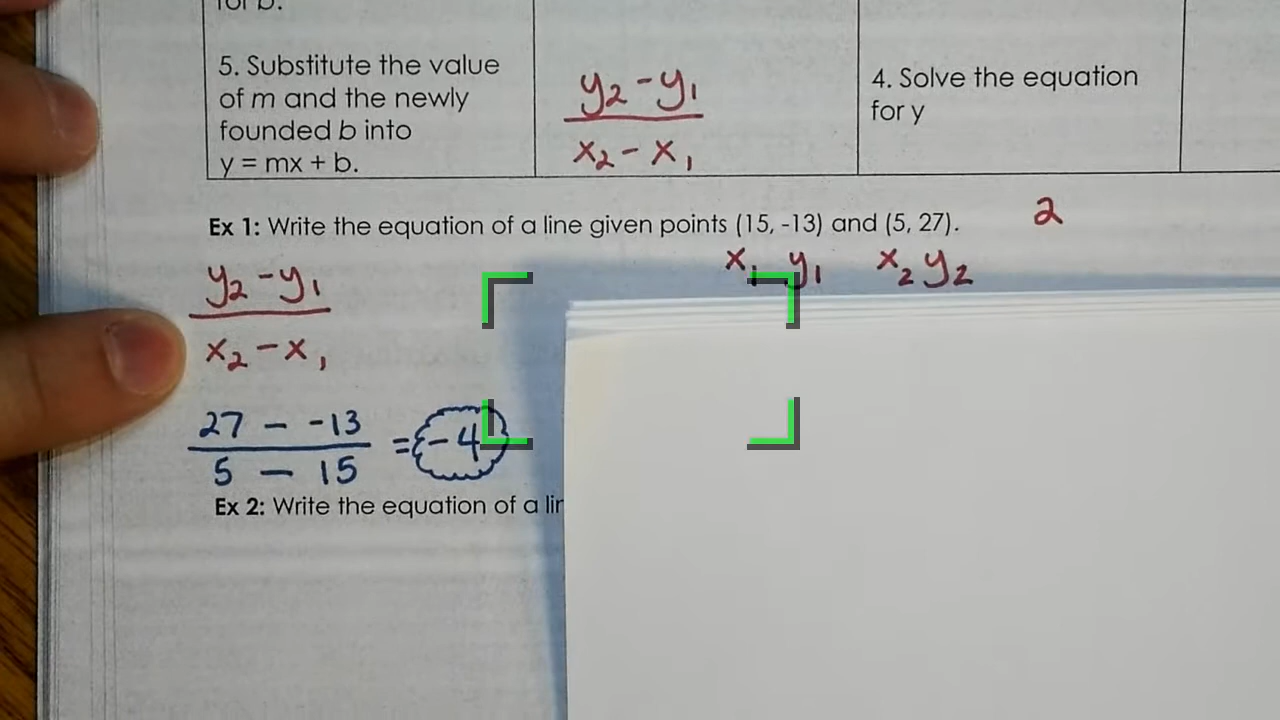 for b.
5. Substitute the value
of m and the newly
founded b into
y = mx + b.
y2 - y1
x2 - x1
4. Solve the equation
for y
Ex 1: Write the equation of a line given points (15, -13) and (5, 27).
2
x1 y1 x2 y2
y2 - y1
x2 - x1
27 - -13
5 - 15
= -4
Ex 2: Write the equation of a lin